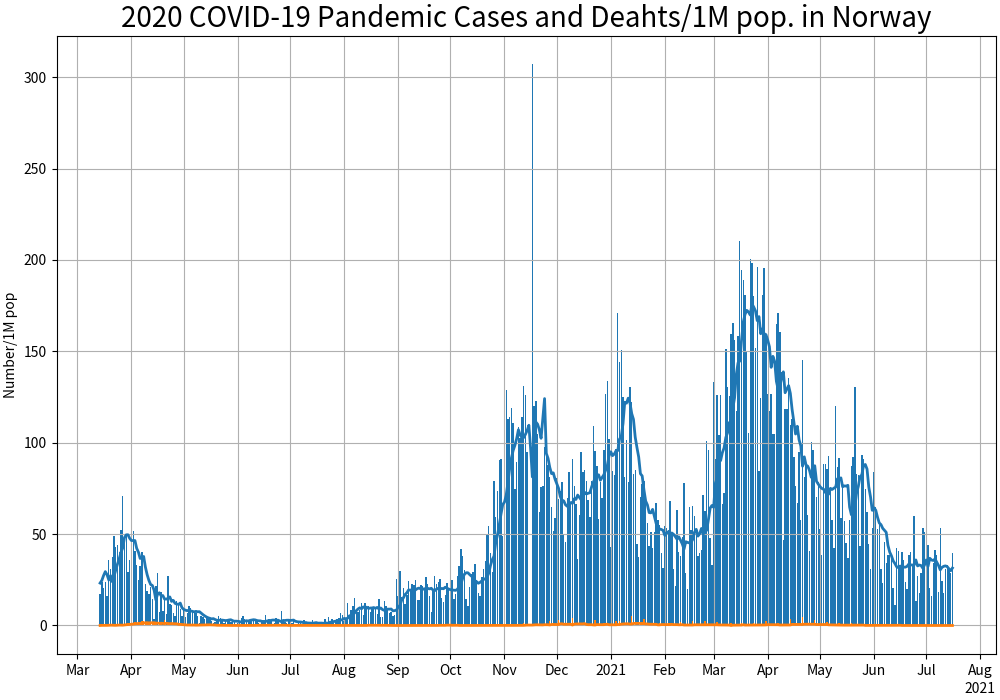 2020 COVID-19 Pandemic Cases and Deahts/1M pop. in Norway
Number/1M pop
300
250
200
150
100
50
0
Mar Apr May Jun Jul Aug Sep Oct Nov Dec 2021 Feb Mar Apr May Jun Jul Aug
2021